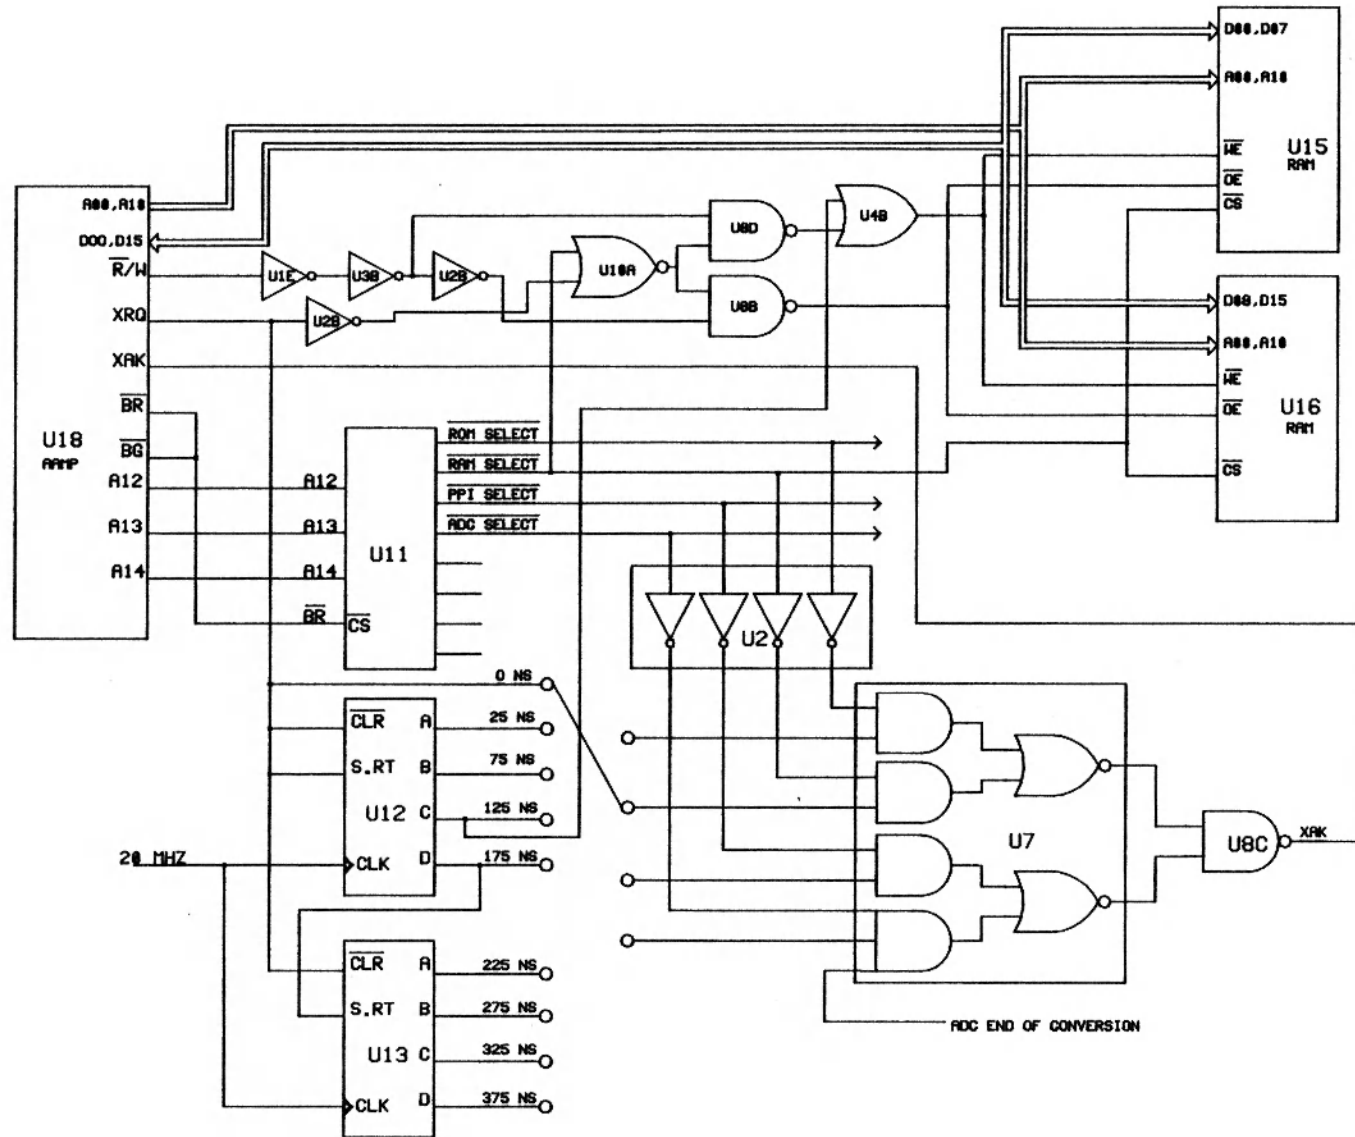 D00,D07
A00,A10
WE
U15
RAM
OE
CS
A00,A10
D00,D15
R/W
U1E
U3B
U2B
U10A
U8D
U4B
XRQ
U2B
U8B
D08,D15
A00,A10
XAK
WE
BR
OE
U16
RAM
U18
AAMP
BG
ROM SELECT
RAM SELECT
CS
A12
A12
PPI SELECT
A13
A13
ADC SELECT
U11
A14
A14
BR
CS
U2
0 NS
CLR
A
25 NS
S.RT
B
75 NS
U12
C
125 NS
20 MHZ
CLK
D
175 NS
U7
U8C
XAK
CLR
A
225 NS
S.RT
B
275 NS
ADC END OF CONVERSION
U13
C
325 NS
CLK
D
375 NS